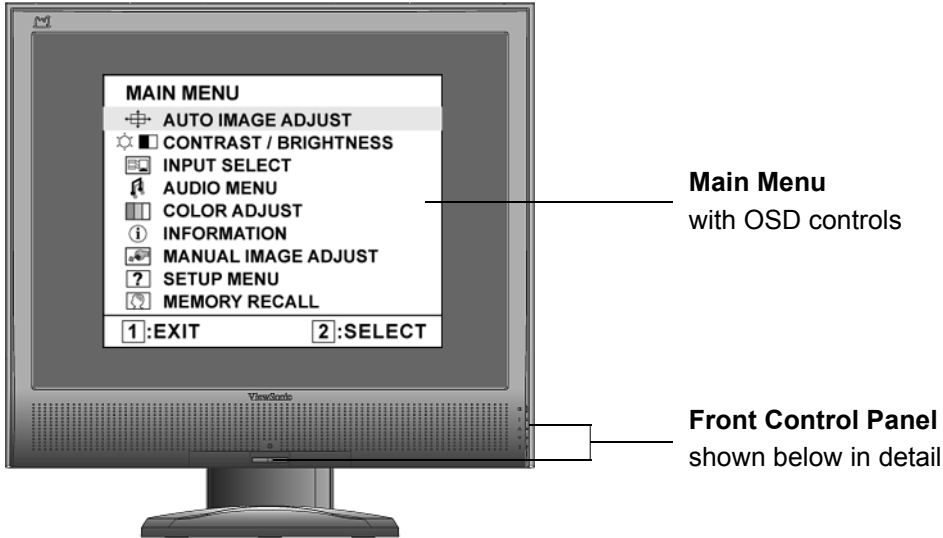 MAIN MENU
AUTO IMAGE ADJUST
CONTRAST / BRIGHTNESS
INPUT SELECT
AUDIO MENU
COLOR ADJUST
INFORMATION
MANUAL IMAGE ADJUST
SETUP MENU
MEMORY RECALL
1:EXIT 2:SELECT
ViewSonic
Main Menu
with OSD controls
Front Control Panel
shown below in detail